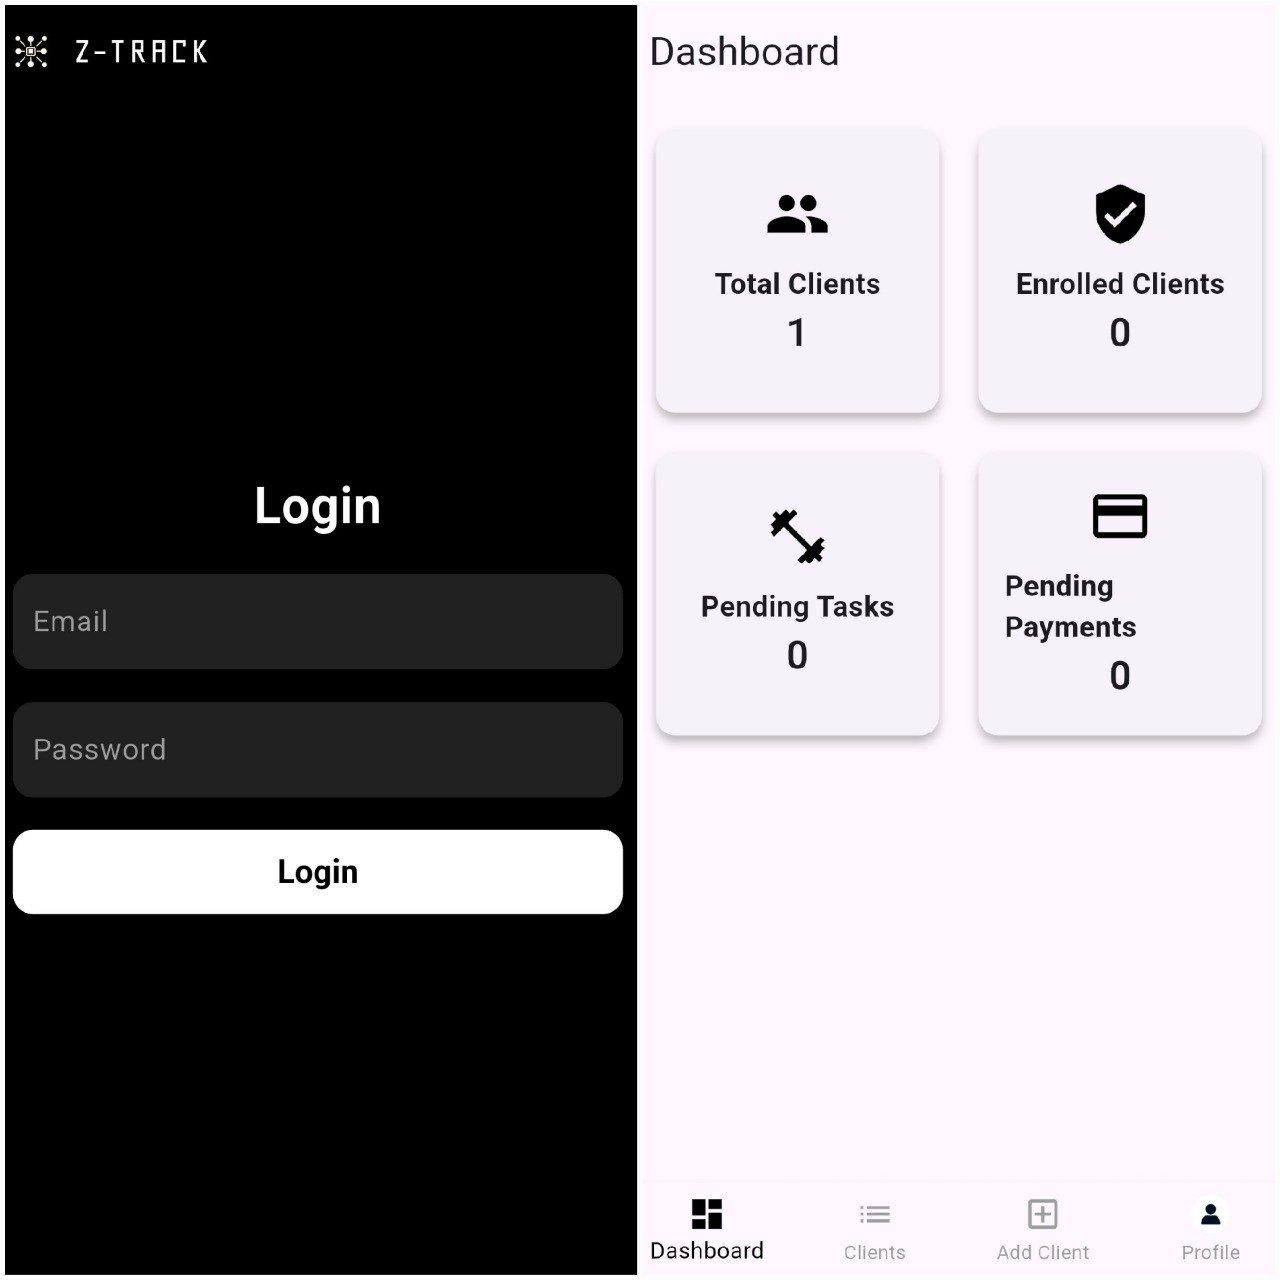 Z-TRACK
Login
Email
Password
Login
Dashboard
Total Clients
1
Enrolled Clients
0
Pending Tasks
0
Pending
Payments
0
Dashboard
Clients
Add Client
Profile